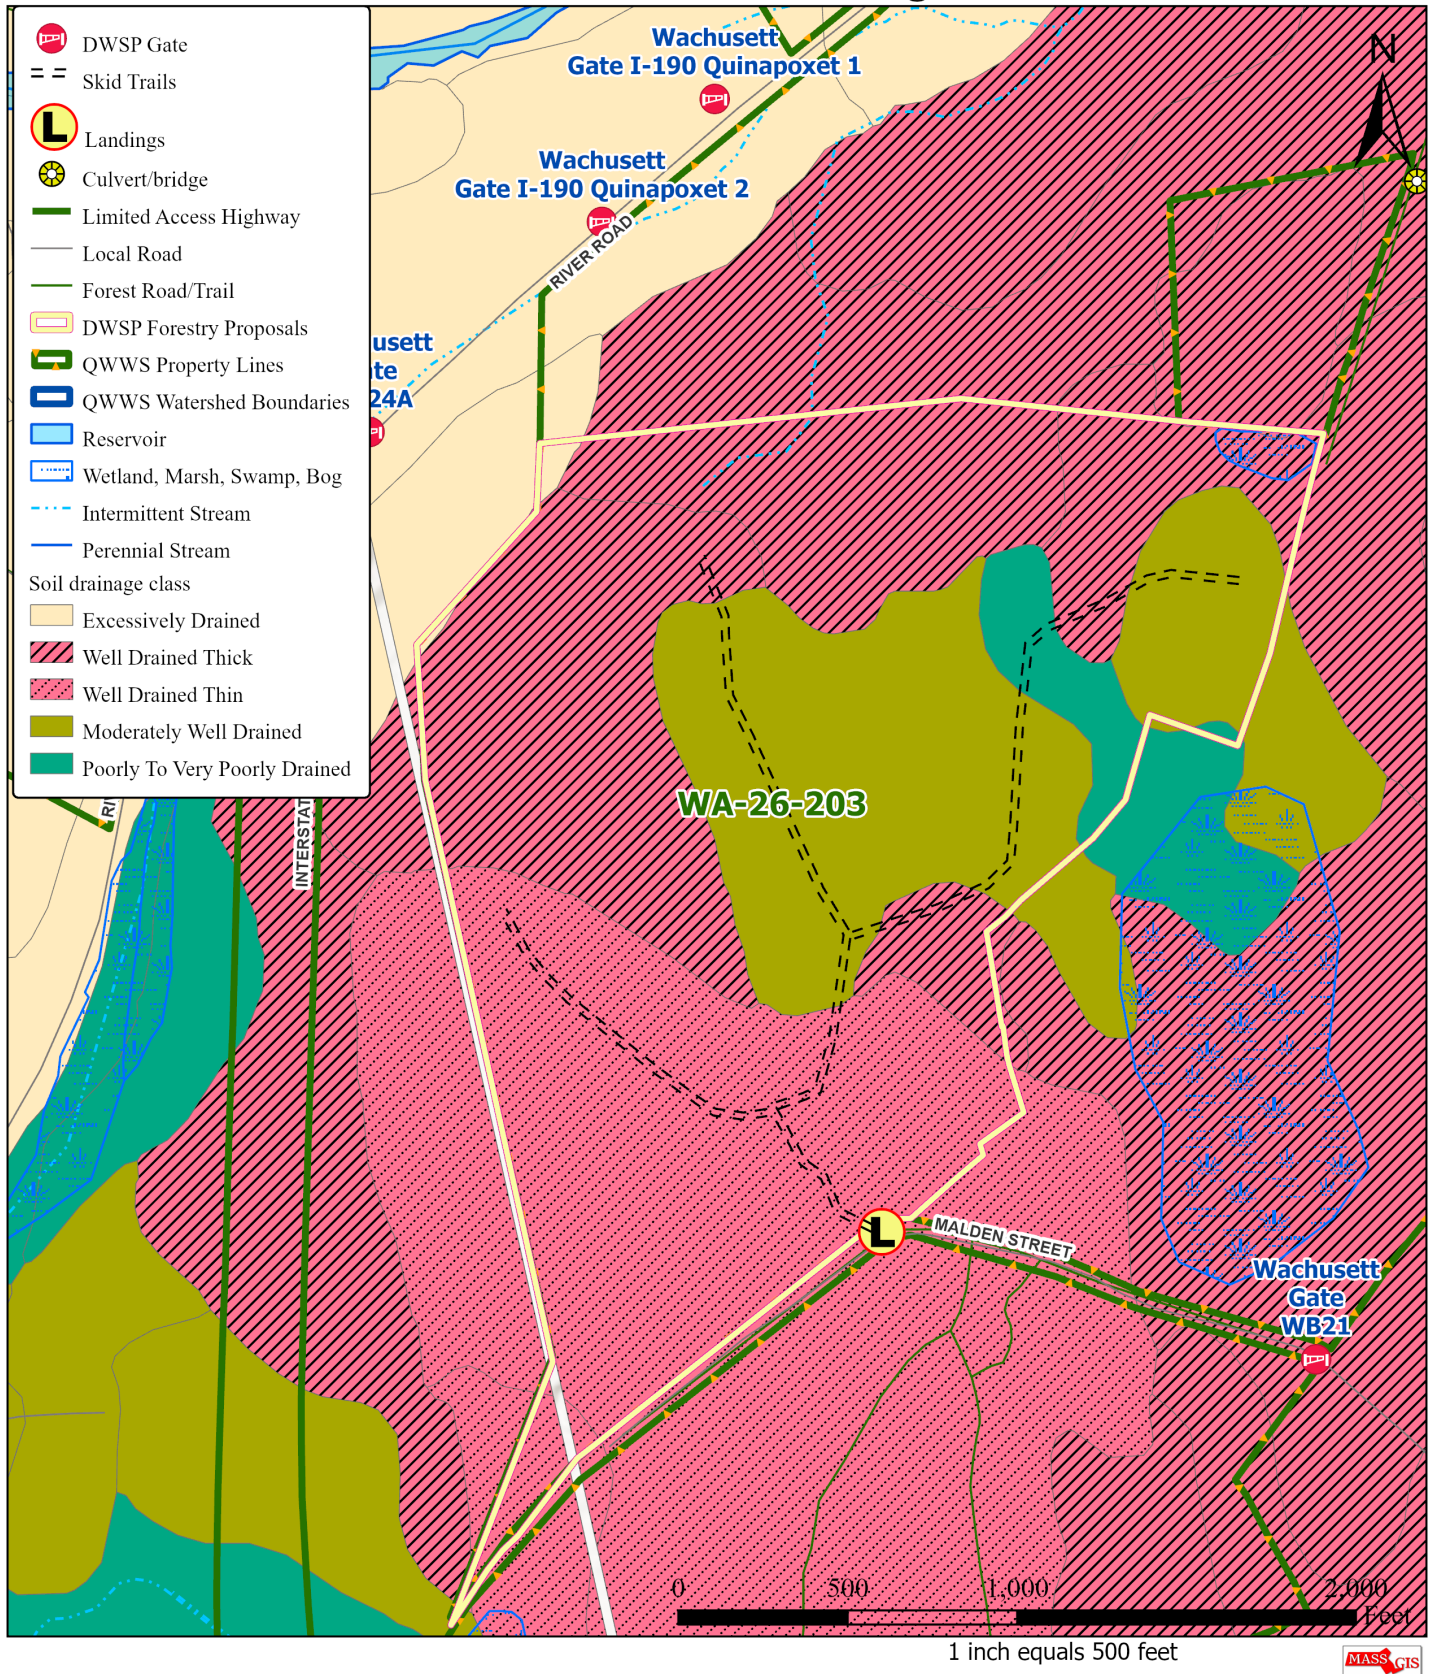 DWSP Gate
Skid Trails
L
Landings
Culvert/bridge
Limited Access Highway
Local Road
Forest Road/Trail
DWSP Forestry Proposals
QWWS Property Lines
QWWS Watershed Boundaries
Reservoir
Wetland, Marsh, Swamp, Bog
Intermittent Stream
Perennial Stream
Soil drainage class
Excessively Drained
Well Drained Thick
Well Drained Thin
Moderately Well Drained
Poorly To Very Poorly Drained
Wachusett
Gate I-190 Quinapoxet 1
N
Wachusett
Gate I-190 Quinapoxet 2
RIVER ROAD
usett
te
24A
WA-26-203
RIV
INTERSTAT
L
MALDEN STREET
Wachusett
Gate
WB21
0 500 1,000 2,000
Feet
1 inch equals 500 feet
MASS GIS